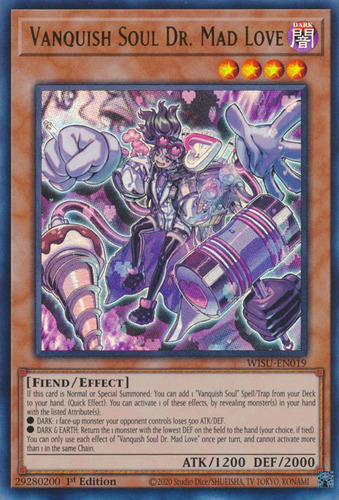 VANQUISH SOUL DR. MAD LOVE
DARK
闇
WISU-EN019
[FIEND/EFFECT]
If this card is Normal or Special Summoned: You can add 1 "Vanquish Soul" Spell/Trap from your Deck
to your hand. (Quick Effect): You can activate 1 of these effects, by revealing monster(s) in your hand
with the listed Attribute(s);
● DARK: 1 face-up monster your opponent controls loses 500 ATK/DEF.
● DARK & EARTH: Return the 1 monster with the lowest DEF on the field to the hand (your choice, if tied).
You can only use each effect of "Vanquish Soul Dr. Mad Love" once per turn, and cannot activate more
than 1 in the same Chain.
ATK/1200 DEF/2000
29280200 1st Edition ©2020 Studio Dice/SHUEISHA, TV TOKYO, KONAMI